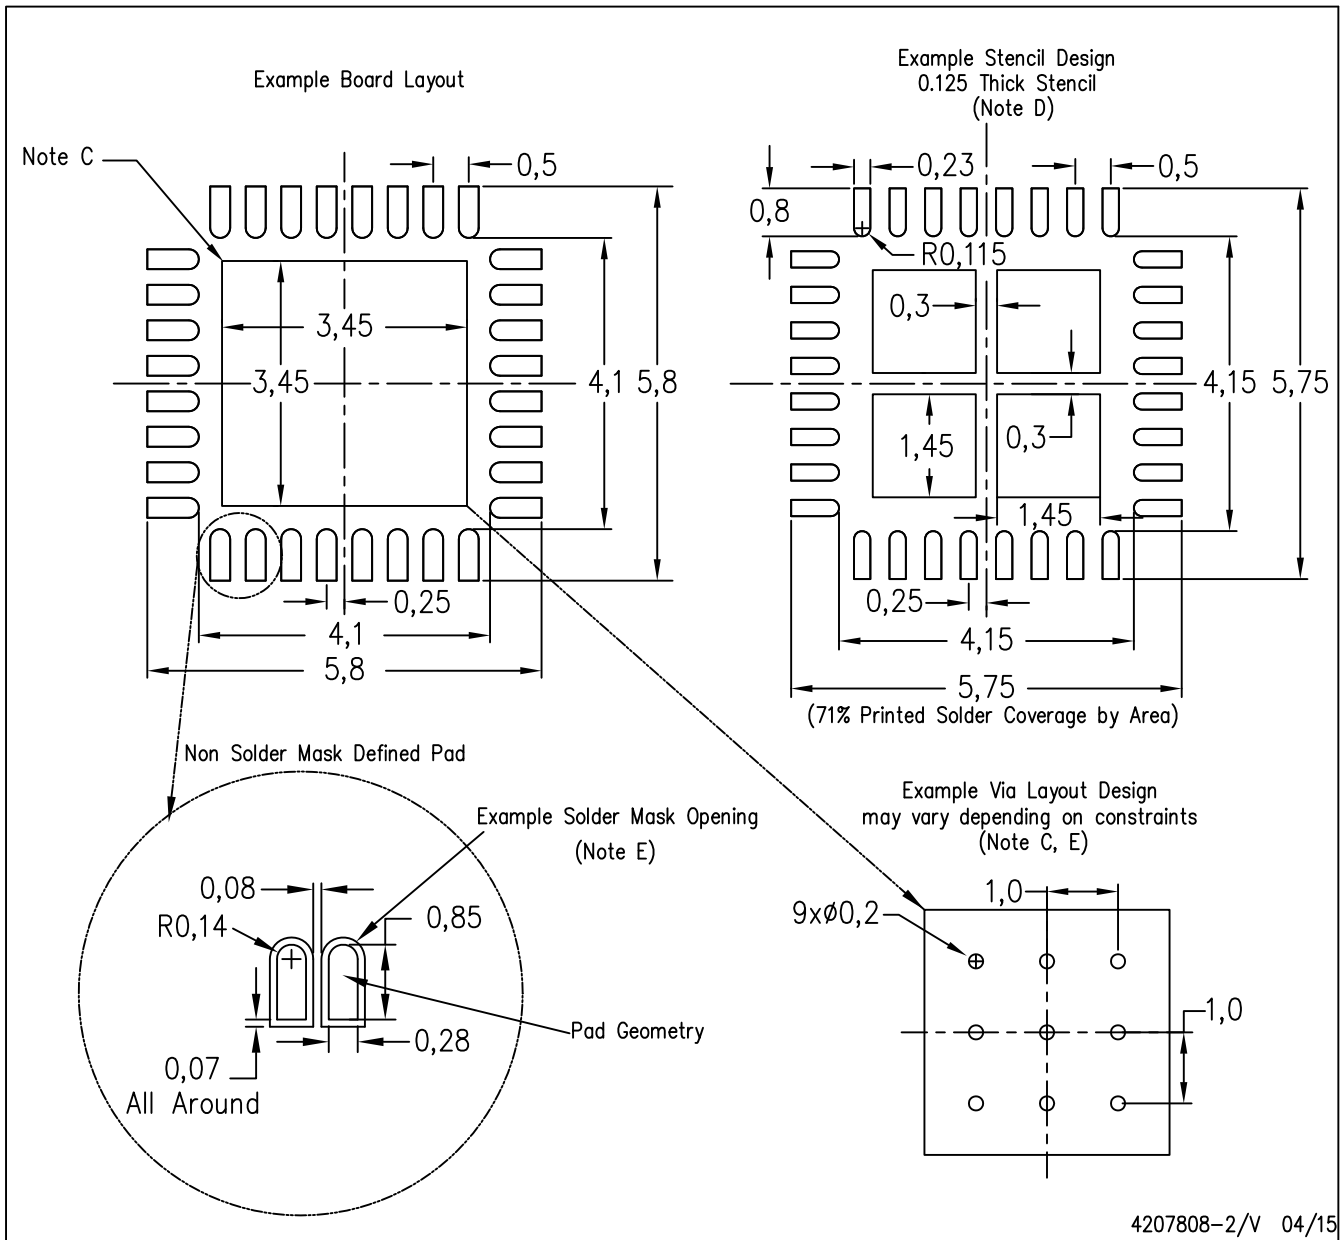 Example Board Layout
Note C
0,5
3,45
3,45
4,1
5,8
0,25
4,1
5,8
Example Stencil Design
0.125 Thick Stencil
(Note D)
0,23
0,5
0,8
R0,115
0,3
4,15
5,75
1,45
0,3
1,45
0,25
4,15
5,75
(71% Printed Solder Coverage by Area)
Non Solder Mask Defined Pad
Example Solder Mask Opening
(Note E)
0,08
R0,14
0,85
Pad Geometry
0,28
0,07
All Around
Example Via Layout Design
may vary depending on constraints
(Note C, E)
1,0
9xø0,2
1,0
4207808-2/V 04/15